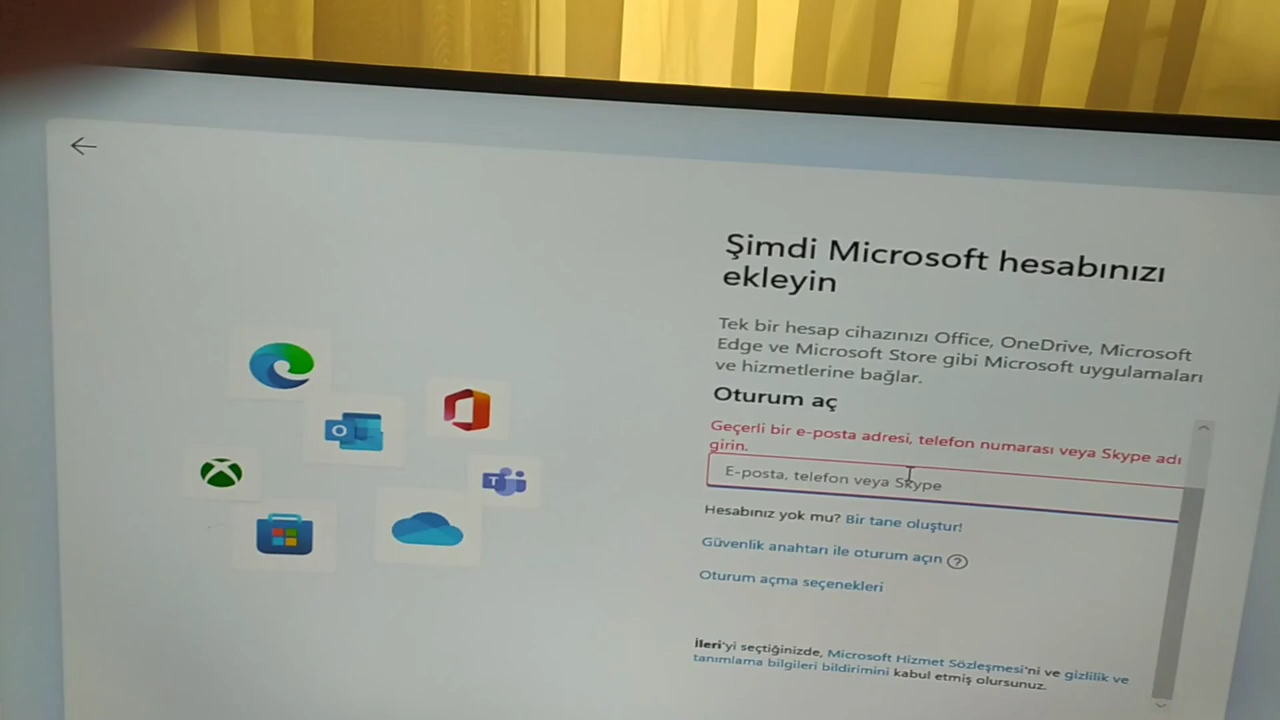 Şimdi Microsoft hesabınızı
ekleyin
Tek bir hesap cihazınızı Office, OneDrive, Microsoft
Edge ve Microsoft Store gibi Microsoft uygulamaları
ve hizmetlerine bağlar.
Oturum aç
Geçerli bir e-posta adresi, telefon numarası veya Skype adı
girin.
E-posta, telefon veya Skype
Hesabınız yok mu? Bir tane oluştur!
Güvenlik anahtarı ile oturum açın ?
Oturum açma seçenekleri
İleri'yi seçtiğinizde, Microsoft Hizmet Sözleşmesi'ni ve gizlilik ve
tanımlama bilgileri bildirimini kabul etmiş olursunuz.